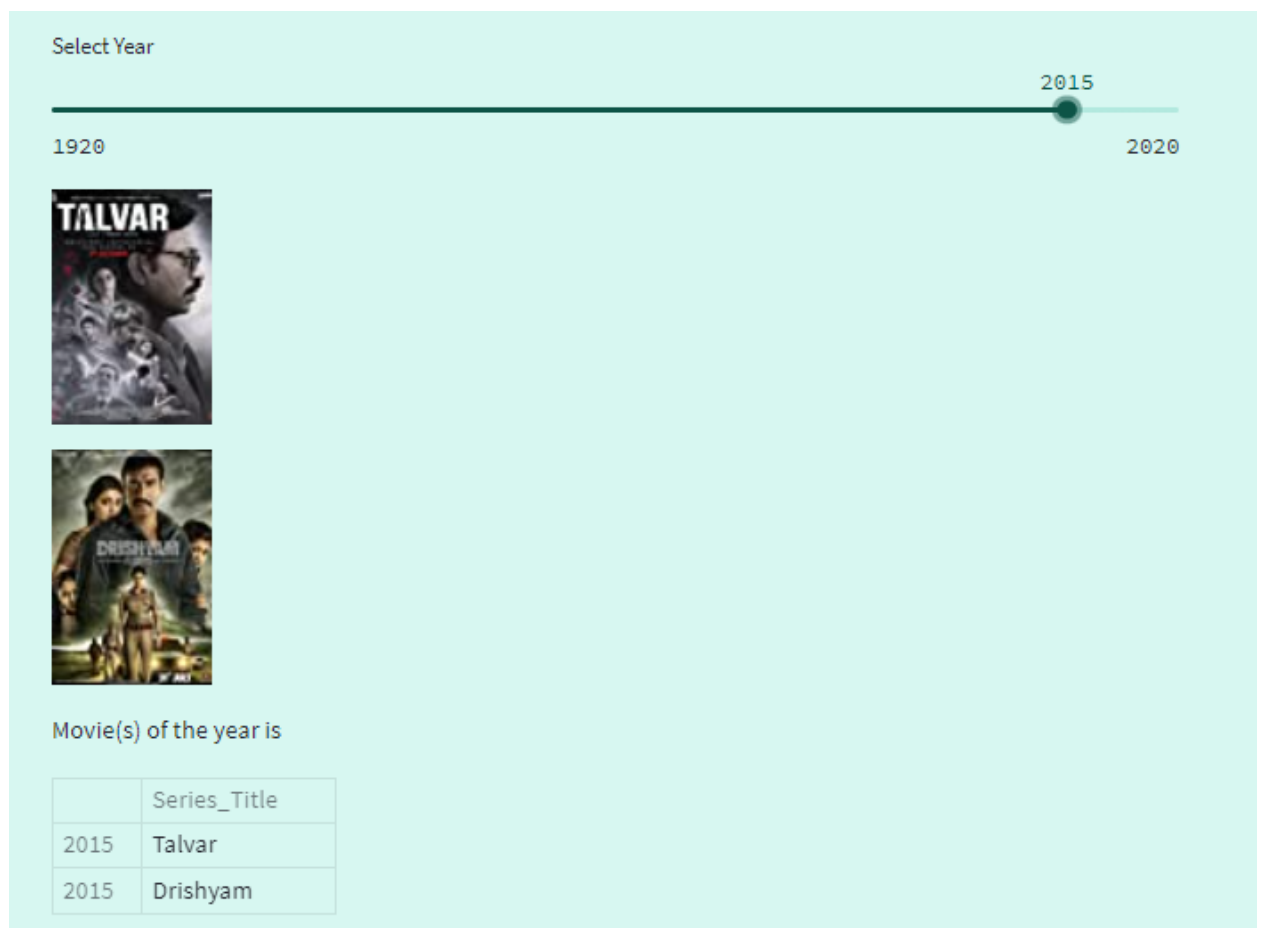 Select Year
2015
1920
2020
TALVAR
DRISHYAM
Movie(s) of the year is
Series_Title
2015 Talvar
2015 Drishyam